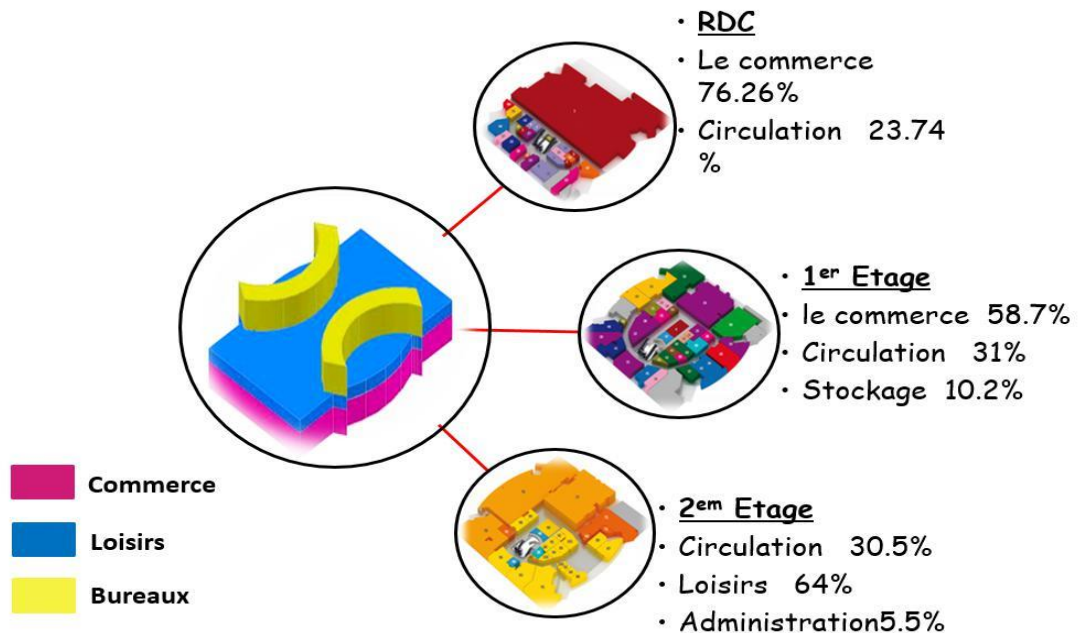 • RDC
• Le commerce
76.26%
• Circulation 23.74
%
• 1er Etage
• le commerce 58.7%
• Circulation 31%
• Stockage 10.2%
• 2em Etage
• Circulation 30.5%
• Loisirs 64%
• Administration5.5%
Commerce
Loisirs
Bureaux